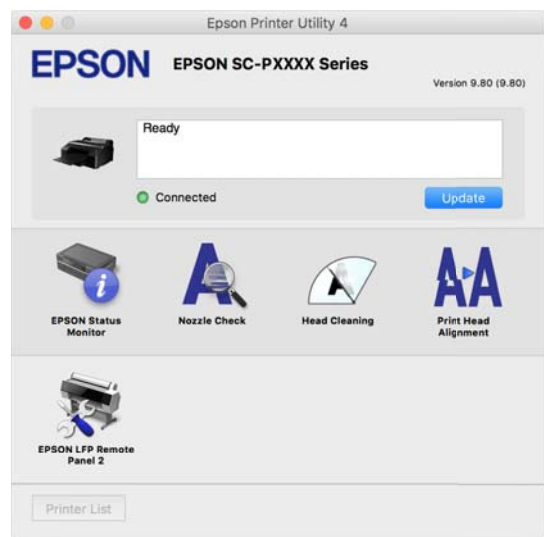 Epson Printer Utility 4
EPSON
EPSON SC-PXXXX Series
Version 9.80 (9.80)
Ready
Connected
Update
EPSON Status
Monitor
Nozzle Check
Head Cleaning
Print Head
Alignment
EPSON LFP Remote
Panel 2
Printer List